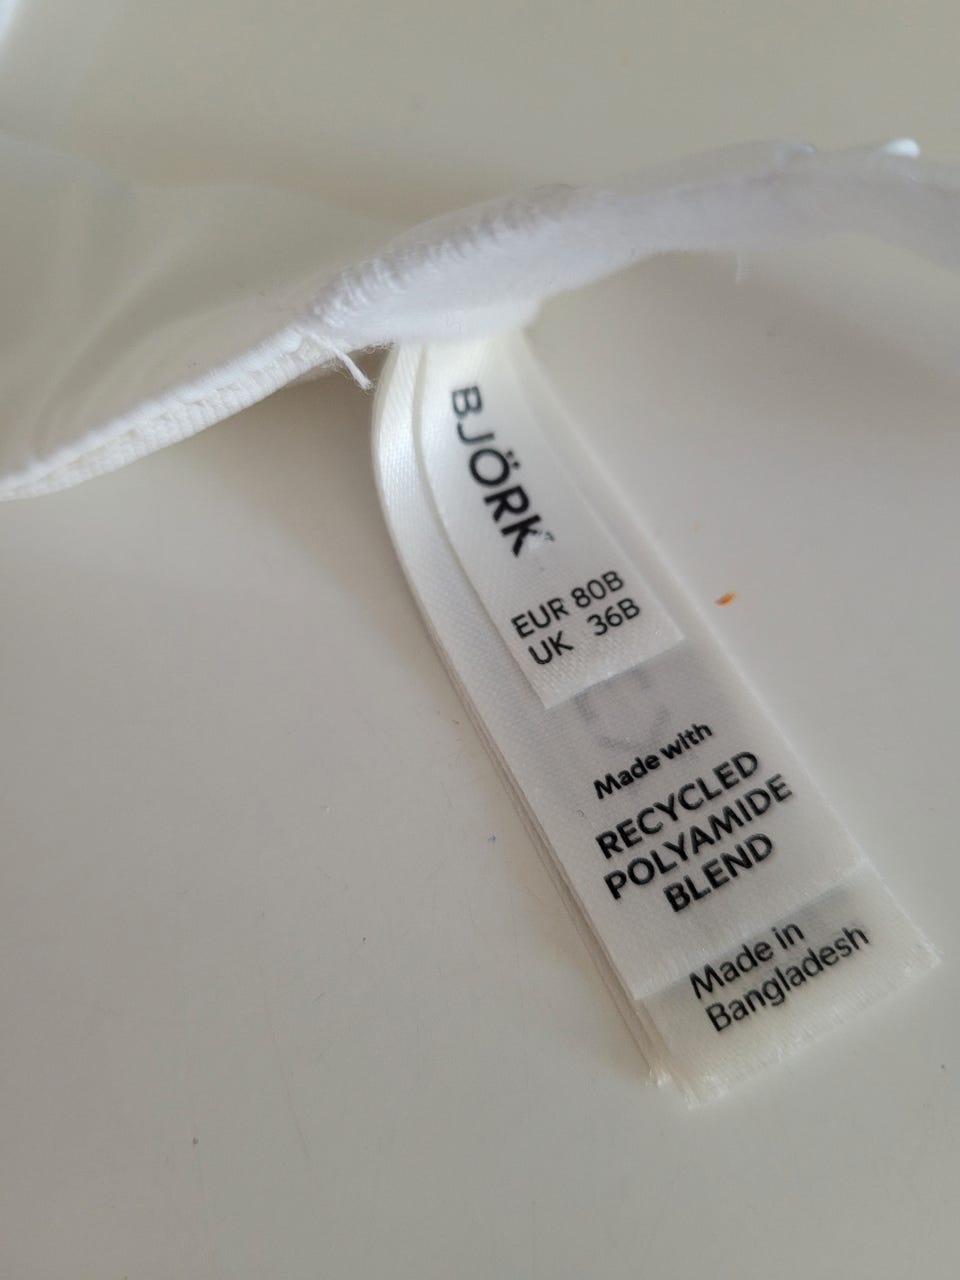 BJÖRK
EUR 80B
UK 36B
Made with
RECYCLED
POLYAMIDE
BLEND
Made in
Bangladesh